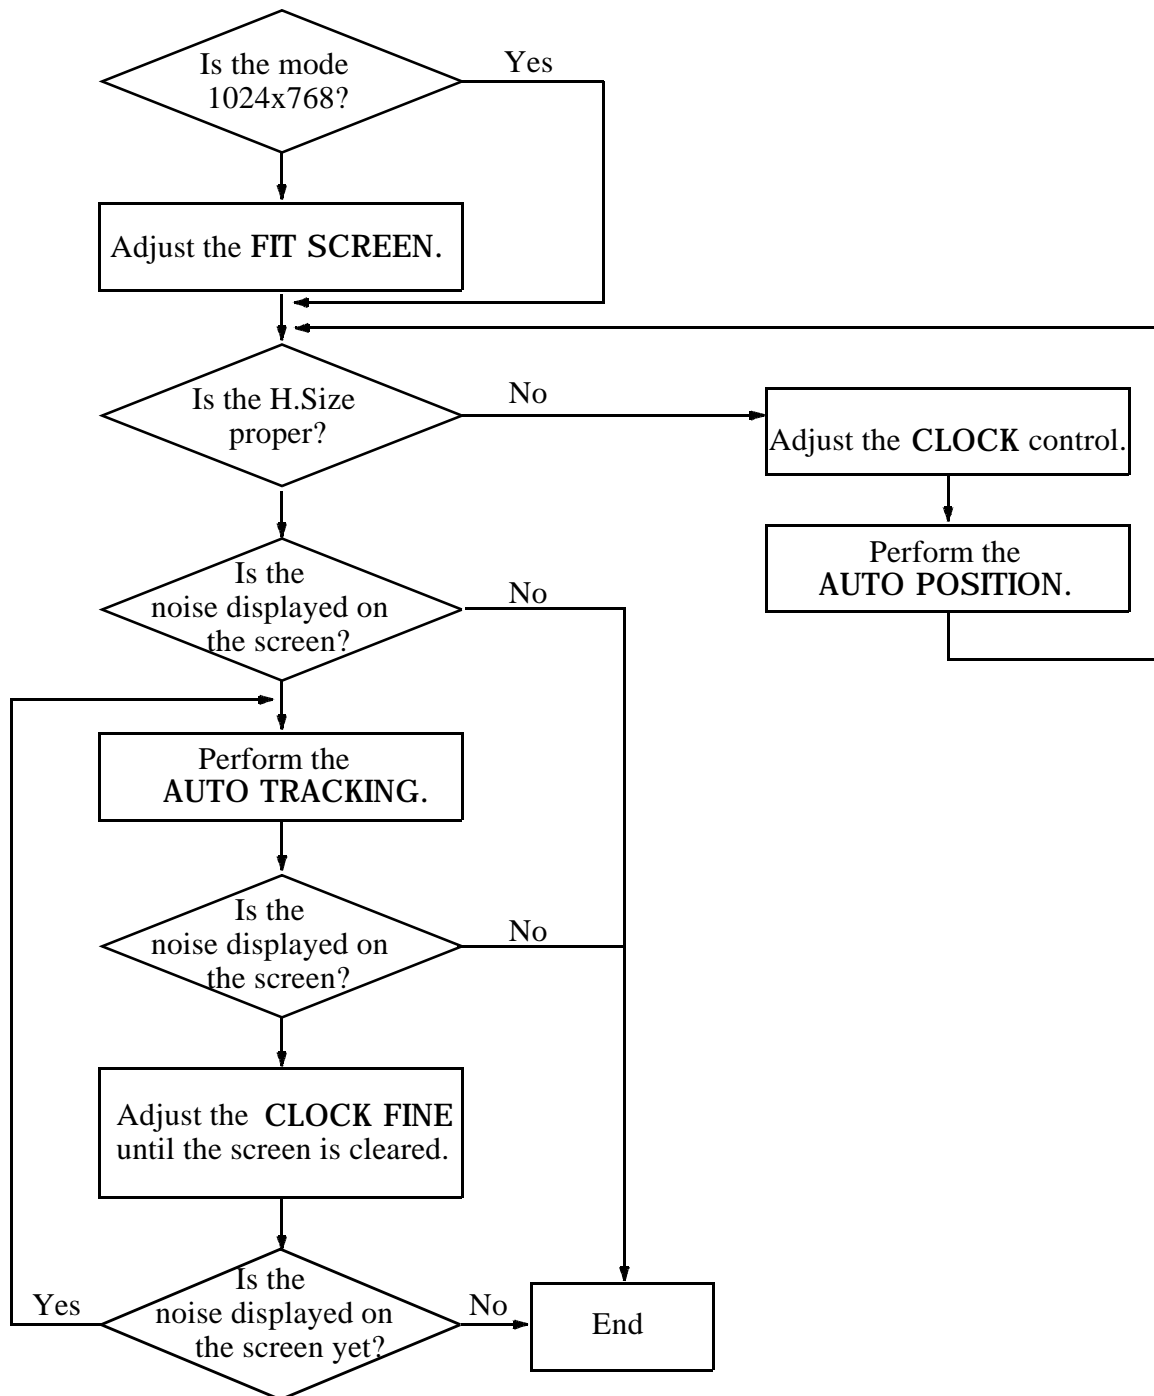 Is the mode
1024x768?
Yes
Adjust the FIT SCREEN.
Is the H.Size
proper?
No
Adjust the CLOCK control.
Perform the
AUTO POSITION.
Is the
noise displayed on
the screen?
No
Perform the
AUTO TRACKING.
Is the
noise displayed on
the screen?
No
Adjust the CLOCK FINE
until the screen is cleared.
Is the
noise displayed on
the screen yet?
Yes
No
End